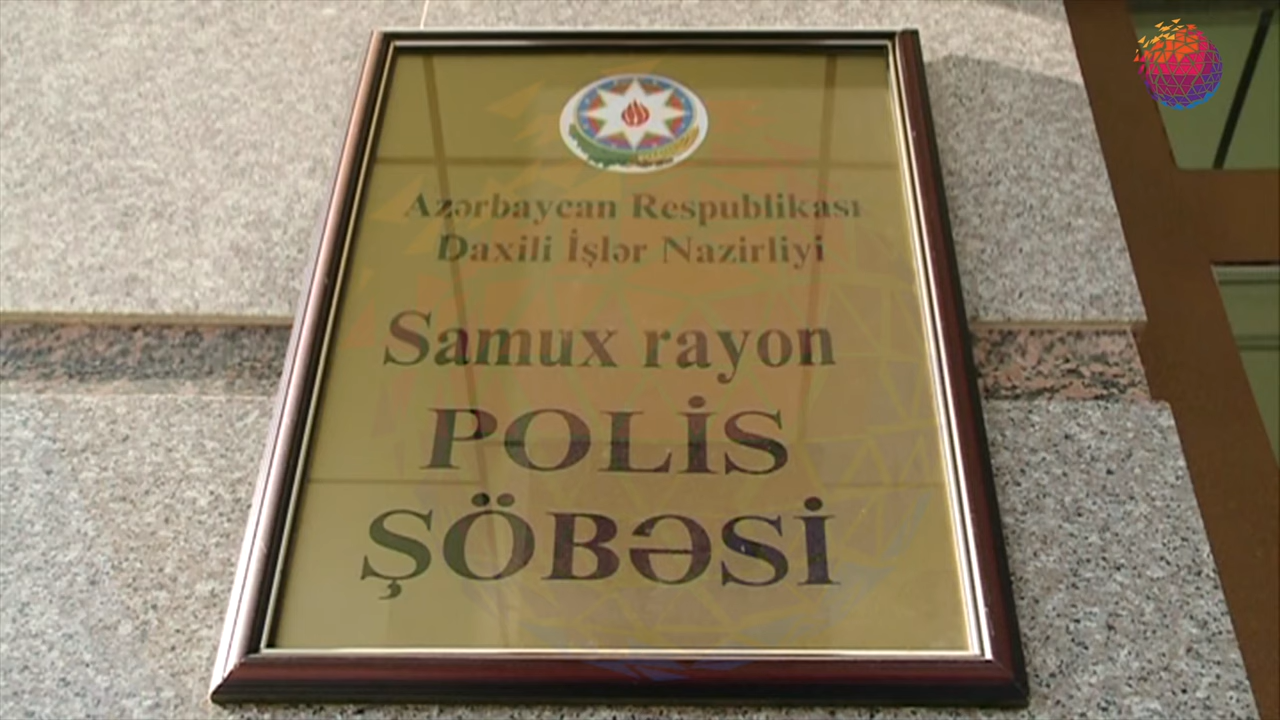 Azərbaycan Respublikası
Daxili İşlər Nazirliyi
Samux rayon
POLİS
ŞÖBƏSİ